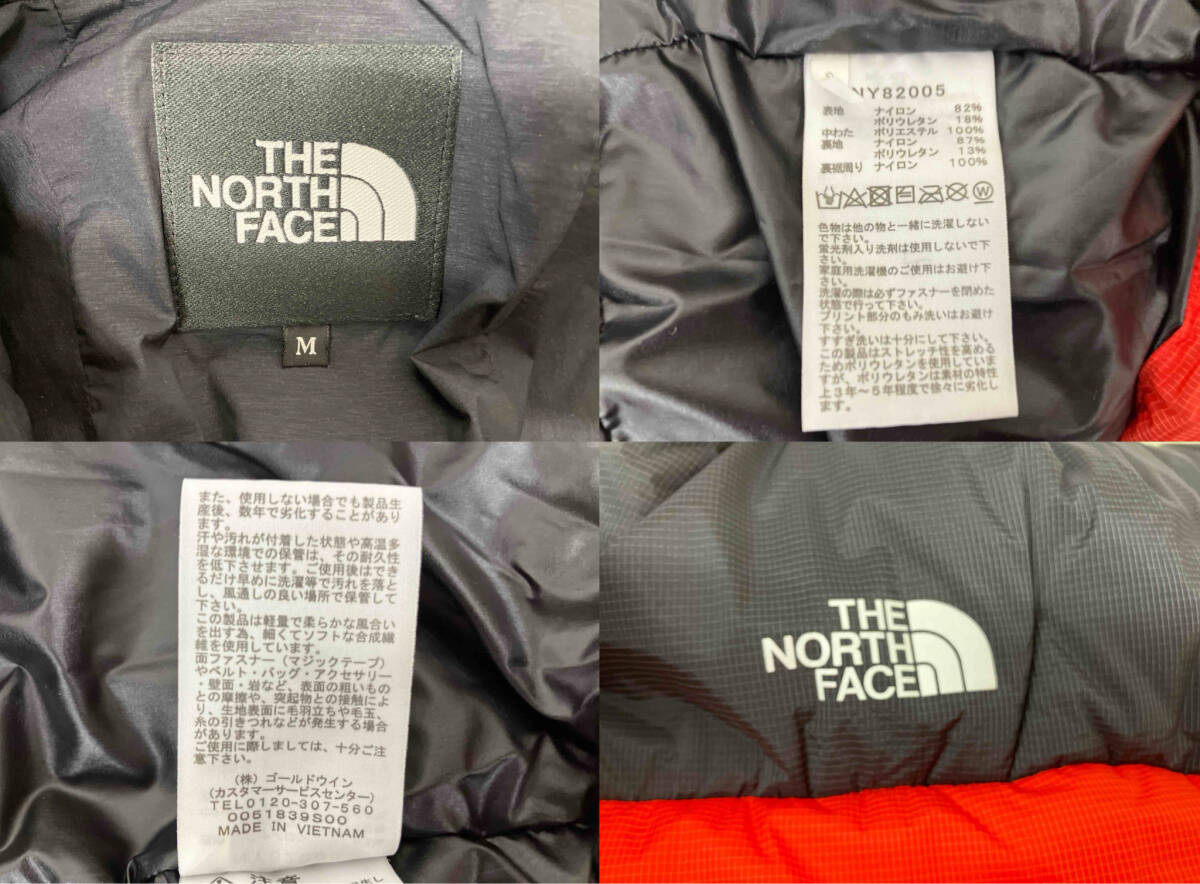 THE
NORTH
FACE
M
NY82005
表地 ナイロン 82%
ポリウレタン 18%
中わた ポリエステル 100%
裏地 ナイロン 87%
ポリウレタン 13%
裏裾周り ナイロン 100%
W
色物は他の物と一緒に洗濯しない
で下さい。
蛍光剤入り洗剤は使用しないで下
さい。
家庭用洗濯機のご使用はお避け下
さい。
洗濯の際は必ずファスナーを閉めた
状態で行って下さい。
プリント部分のもみ洗いはお避け下
さい。
すすぎ洗いは十分にして下さい。
この製品はストレッチ性を高める
ためポリウレタンを使用していま
すが、ポリウレタンは素材の特性
上3年〜5年程度で徐々に劣化し
ます。
また、使用しない場合でも製品生
産後、数年で劣化することがあり
ます。
汗や汚れが付着した状態や高温多
湿な環境での保管は、その耐久性
を低下させます。ご使用後はでき
るだけ早めに洗濯等で汚れを落と
し、風通しの良い場所で保管して
下さい。
この製品は軽量で柔らかな風合い
を出す為、細くてソフトな合成繊
維を使用しています。
面ファスナー(マジックテープ)
やベルト・バッグ・アクセサリー
・壁面・岩など、表面の粗いもの
との摩擦や、突起物との接触によ
り、生地表面に毛羽立ちや毛玉、
糸の引きつれなどが発生する場合
があります。
ご使用に際しましては、十分ご注
意下さい。
(株)ゴールドウイン
(カスタマーサービスセンター)
TEL0120-307-560
0051839S00
MADE IN VIETNAM
注意
THE
NORTH
FACE